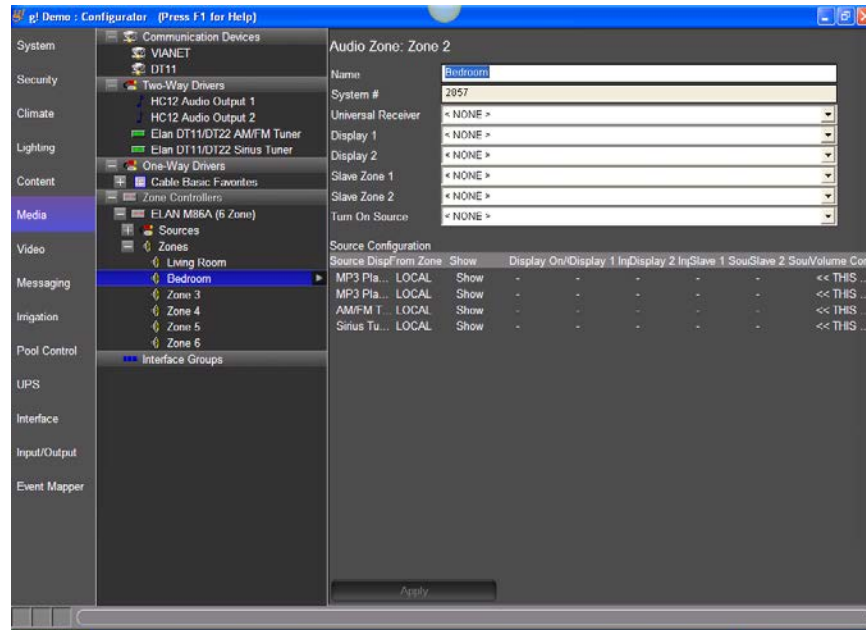 g! Demo : Configurator (Press F1 for Help)
System
Security
Climate
Lighting
Content
Media
Video
Messaging
Irrigation
Pool Control
UPS
Interface
Input/Output
Event Mapper
Communication Devices
VIANET
DT11
Two-Way Drivers
HC12 Audio Output 1
HC12 Audio Output 2
Elan DT11/DT22 AM/FM Tuner
Elan DT11/DT22 Sirius Tuner
One-Way Drivers
Cable Basic Favorites
Zone Controllers
ELAN M86A (6 Zone)
Sources
Zones
Living Room
Bedroom
Zone 3
Zone 4
Zone 5
Zone 6
Interface Groups
Audio Zone: Zone 2
Name Bedroom
System # 2057
Universal Receiver < NONE >
Display 1 < NONE >
Display 2 < NONE >
Slave Zone 1 < NONE >
Slave Zone 2 < NONE >
Turn On Source < NONE >
Source Configuration
Source Disp From Zone Show Display On/ Display 1 In Display 2 In Slave 1 Sou Slave 2 Sou Volume Con
MP3 Pla... LOCAL Show - - - - - << THIS ...
MP3 Pla... LOCAL Show - - - - - << THIS ...
AM/FM T... LOCAL Show - - - - - << THIS ...
Sirius Tu... LOCAL Show - - - - - << THIS ...
Apply